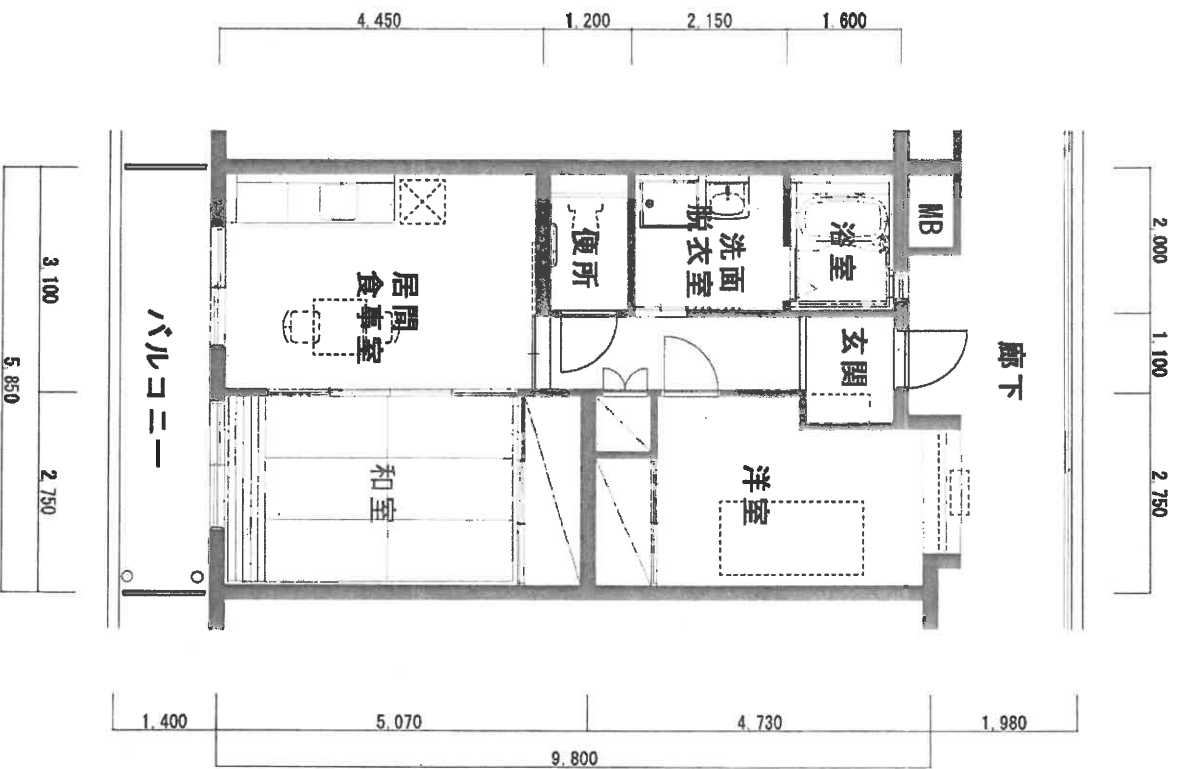 4,450
1,200
2,150
1,600
5,850
3,100
2,750
バルコニー
居間
食事室
便所
洗面
脱衣室
浴室
MB
玄関
廊下
和室
洋室
2,000
1,100
2,750
1,400
5,070
4,730
1,980
9,800